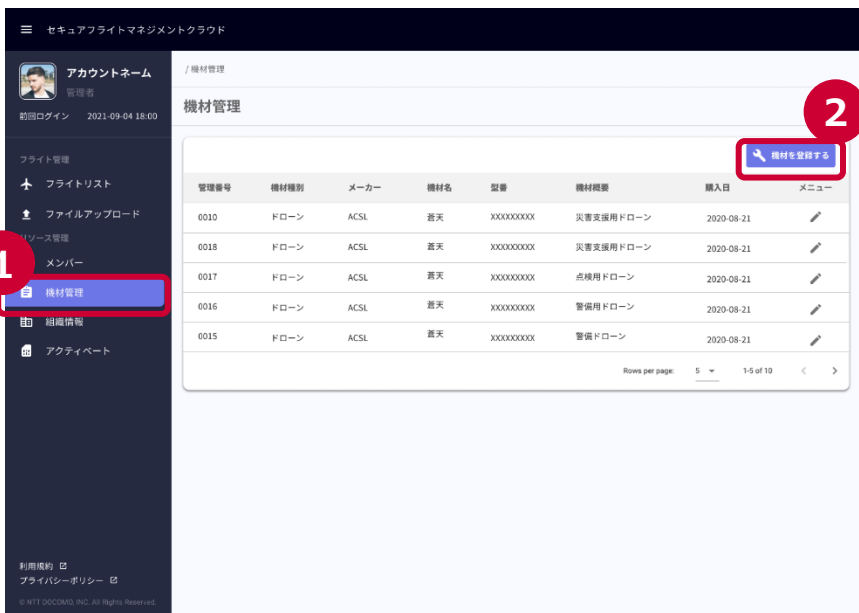 セキュアフライトマネジメントクラウド
アカウントネーム
管理者
前回ログイン 2021-09-04 18:00
フライト管理
フライトリスト
ファイルアップロード
リソース管理
メンバー
1
機材管理
組織情報
アクティベート
利用規約
プライバシーポリシー
© NTT DOCOMO, INC. All Rights Reserved.
/ 機材管理
機材管理
2
機材を登録する
管理番号 機材種別 メーカー 機材名 型番 機材概要 購入日 メニュー
0010 ドローン ACSL 蒼天 XXXXXXXXX 災害支援用ドローン 2020-08-21
0018 ドローン ACSL 蒼天 XXXXXXXXX 災害支援用ドローン 2020-08-21
0017 ドローン ACSL 蒼天 XXXXXXXXX 点検用ドローン 2020-08-21
0016 ドローン ACSL 蒼天 XXXXXXXXX 警備用ドローン 2020-08-21
0015 ドローン ACSL 蒼天 XXXXXXXXX 警備ドローン 2020-08-21
Rows per page: 5 1-5 of 10